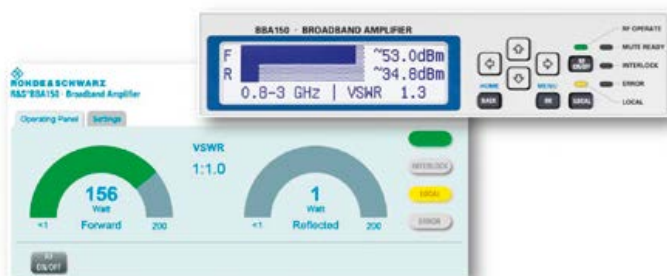 BBA150 · BROADBAND AMPLIFIER
F ~53.0dBm
R ~34.8dBm
0.8-3 GHz | VSWR 1.3
HOME
BACK
MENU
OK
RF
ON/OFF
LOCAL
RF OPERATE
MUTE READY
INTERLOCK
ERROR
LOCAL
ROHDE & SCHWARZ
R&S®BBA150 - Broadband Amplifier
Operating Panel Settings
VSWR
1:1.0
156
Watt
<1 Forward 200
1
Watt
<1 Reflected 200
INTERLOCK
LOCAL
ERROR
RF
ON/OFF